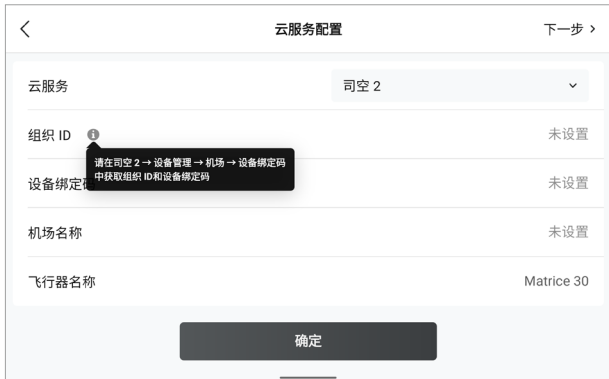 云服务配置
下一步
云服务
司空 2
组织 ID
未设置
请在司空 2 → 设备管理 → 机场 → 设备绑定码
中获取组织 ID和设备绑定码
设备绑定码
未设置
机场名称
未设置
飞行器名称
Matrice 30
确定